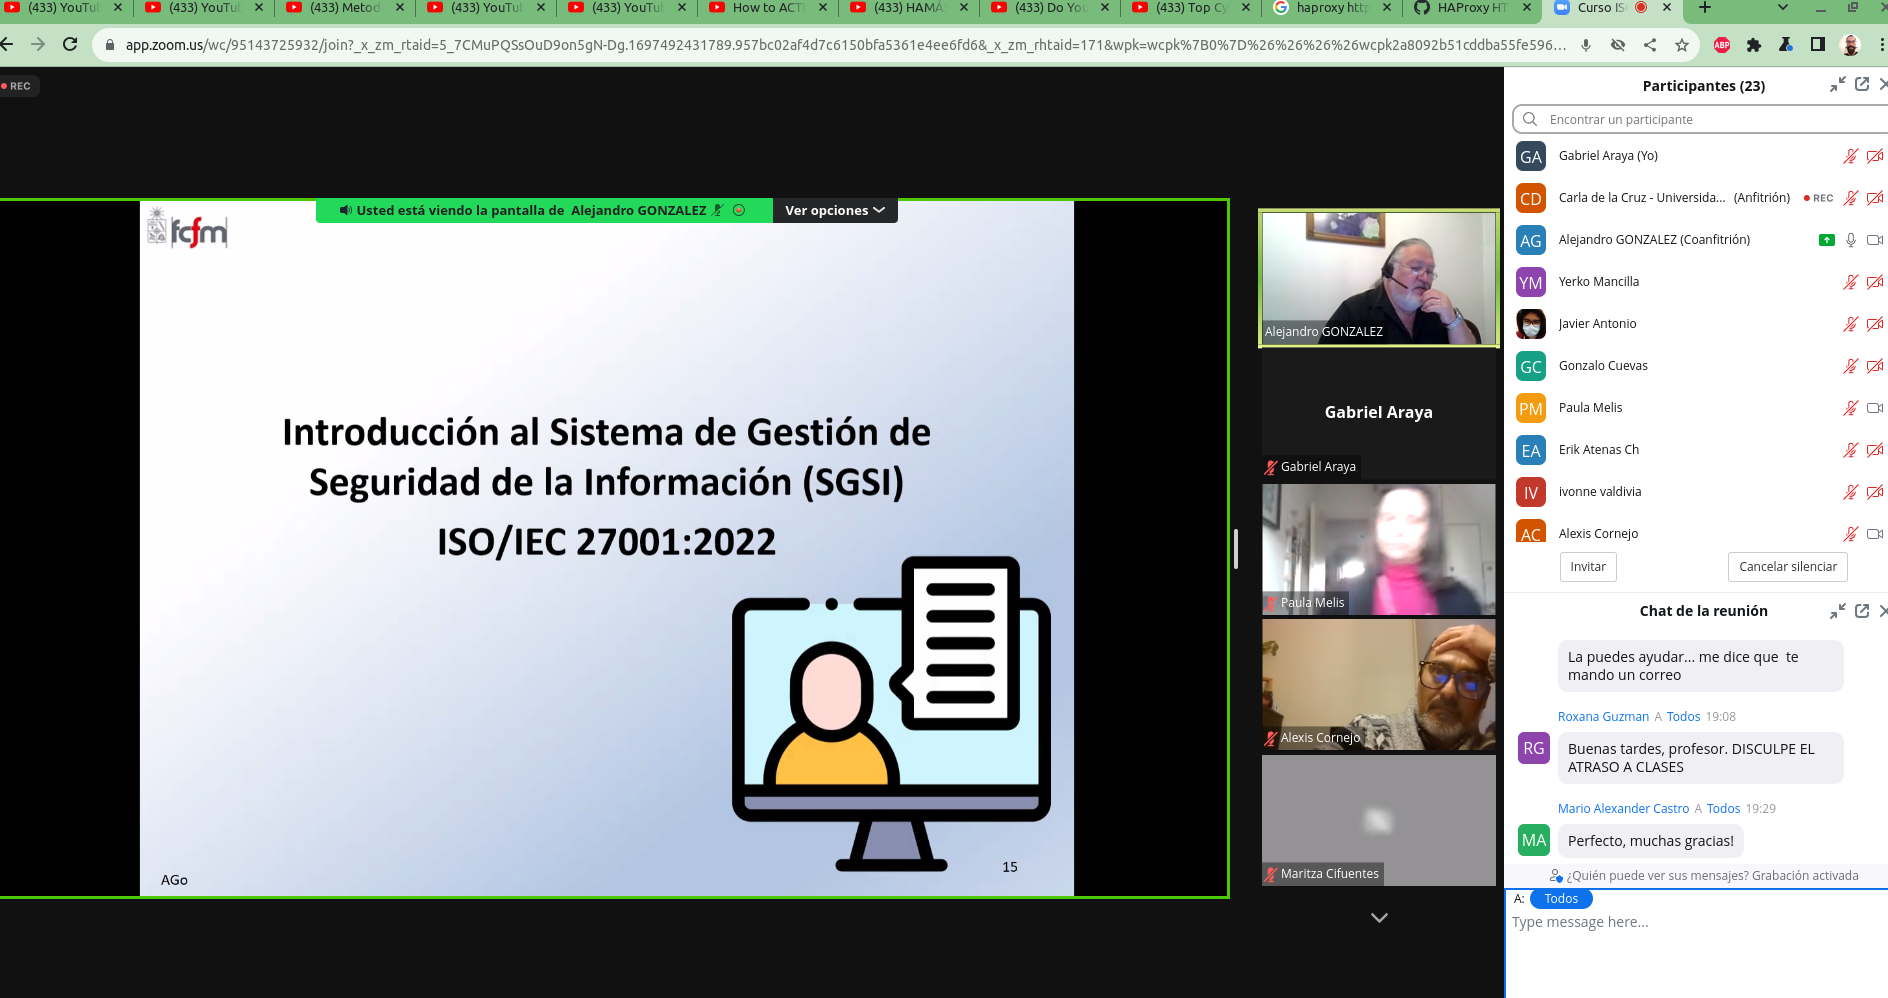 (433) YouTu
(433) YouTu
(433) Metod
(433) YouTu
(433) YouTu
How to ACT
(433) HAMÁ
(433) Do Yo
(433) Top Cy
haproxy http
HAProxy HT
Curso IS
app.zoom.us/wc/95143725932/join?_x_zm_rtaid=5_7CMuPQSsOuD9on5gN-Dg.1697492431789.957bc02af4d7c6150bfa5361e4ee6fd6&_x_zm_rhtaid=171&wpk=wcpk%7B0%7D%26%26%26%26wcpk2a8092b51cddba55fe596...
ABP
REC
Usted está viendo la pantalla de Alejandro GONZALEZ
Ver opciones
fcfm
Introducción al Sistema de Gestión de
Seguridad de la Información (SGSI)
ISO/IEC 27001:2022
AGo
15
Alejandro GONZALEZ
Gabriel Araya
Gabriel Araya
Paula Melis
Alexis Cornejo
Maritza Cifuentes
Participantes (23)
Encontrar un participante
GA Gabriel Araya (Yo)
CD Carla de la Cruz - Universida... (Anfitrión) REC
AG Alejandro GONZALEZ (Coanfitrión)
YM Yerko Mancilla
Javier Antonio
GC Gonzalo Cuevas
PM Paula Melis
EA Erik Atenas Ch
IV ivonne valdivia
AC Alexis Cornejo
Invitar
Cancelar silenciar
Chat de la reunión
La puedes ayudar... me dice que te
mando un correo
Roxana Guzman A Todos 19:08
RG
Buenas tardes, profesor. DISCULPE EL
ATRASO A CLASES
Mario Alexander Castro A Todos 19:29
MA
Perfecto, muchas gracias!
¿Quién puede ver sus mensajes? Grabación activada
A: Todos
Type message here...